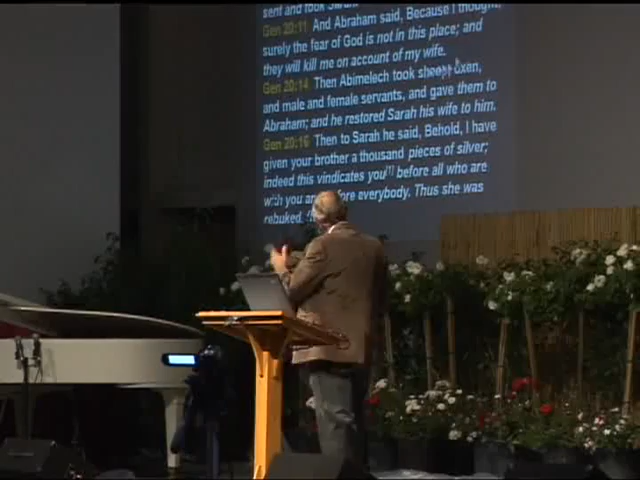 sent and took Sarah.
Gen 20:11 And Abraham said, Because I thought,
surely the fear of God is not in this place; and
they will kill me on account of my wife.
Gen 20:14 Then Abimelech took sheep, oxen,
and male and female servants, and gave them to
Abraham; and he restored Sarah his wife to him.
Gen 20:16 Then to Sarah he said, Behold, I have
given your brother a thousand pieces of silver;
indeed this vindicates you[1] before all who are
with you and before everybody. Thus she was
rebuked.